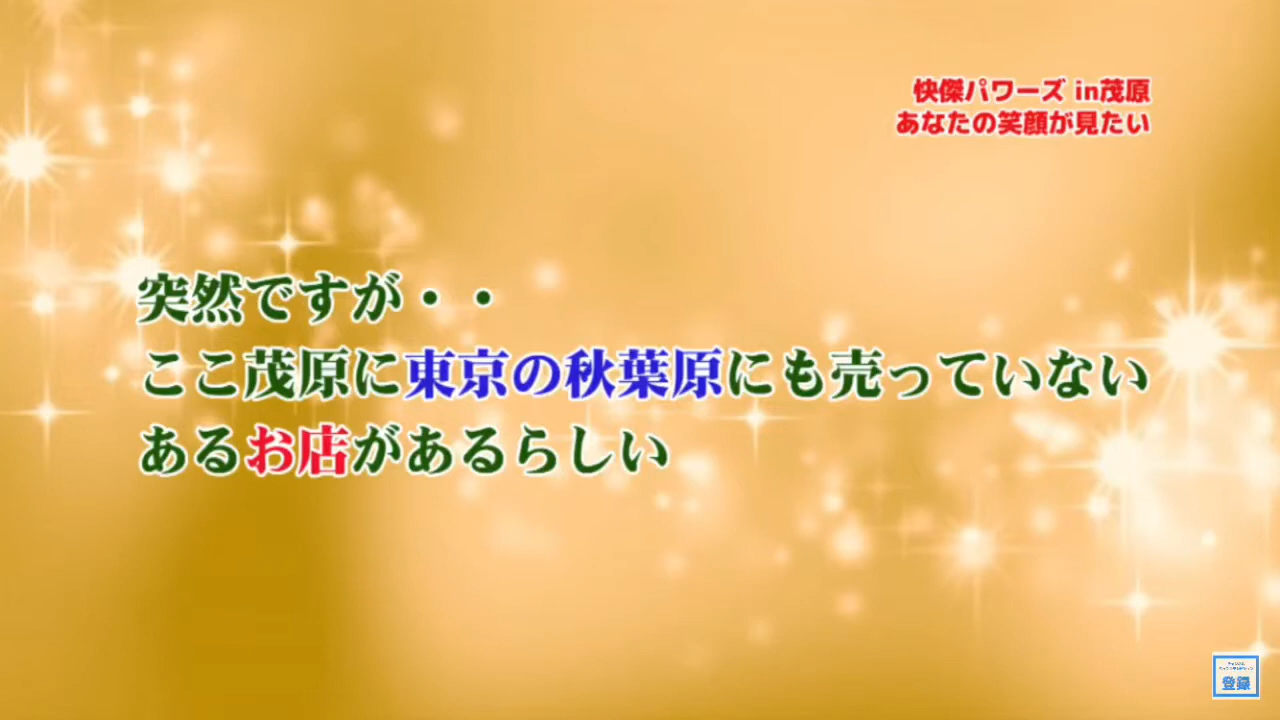 快傑パワーズ in茂原
あなたの笑顔が見たい
突然ですが・・
ここ茂原に東京の秋葉原にも売っていない
あるお店があるらしい
登録